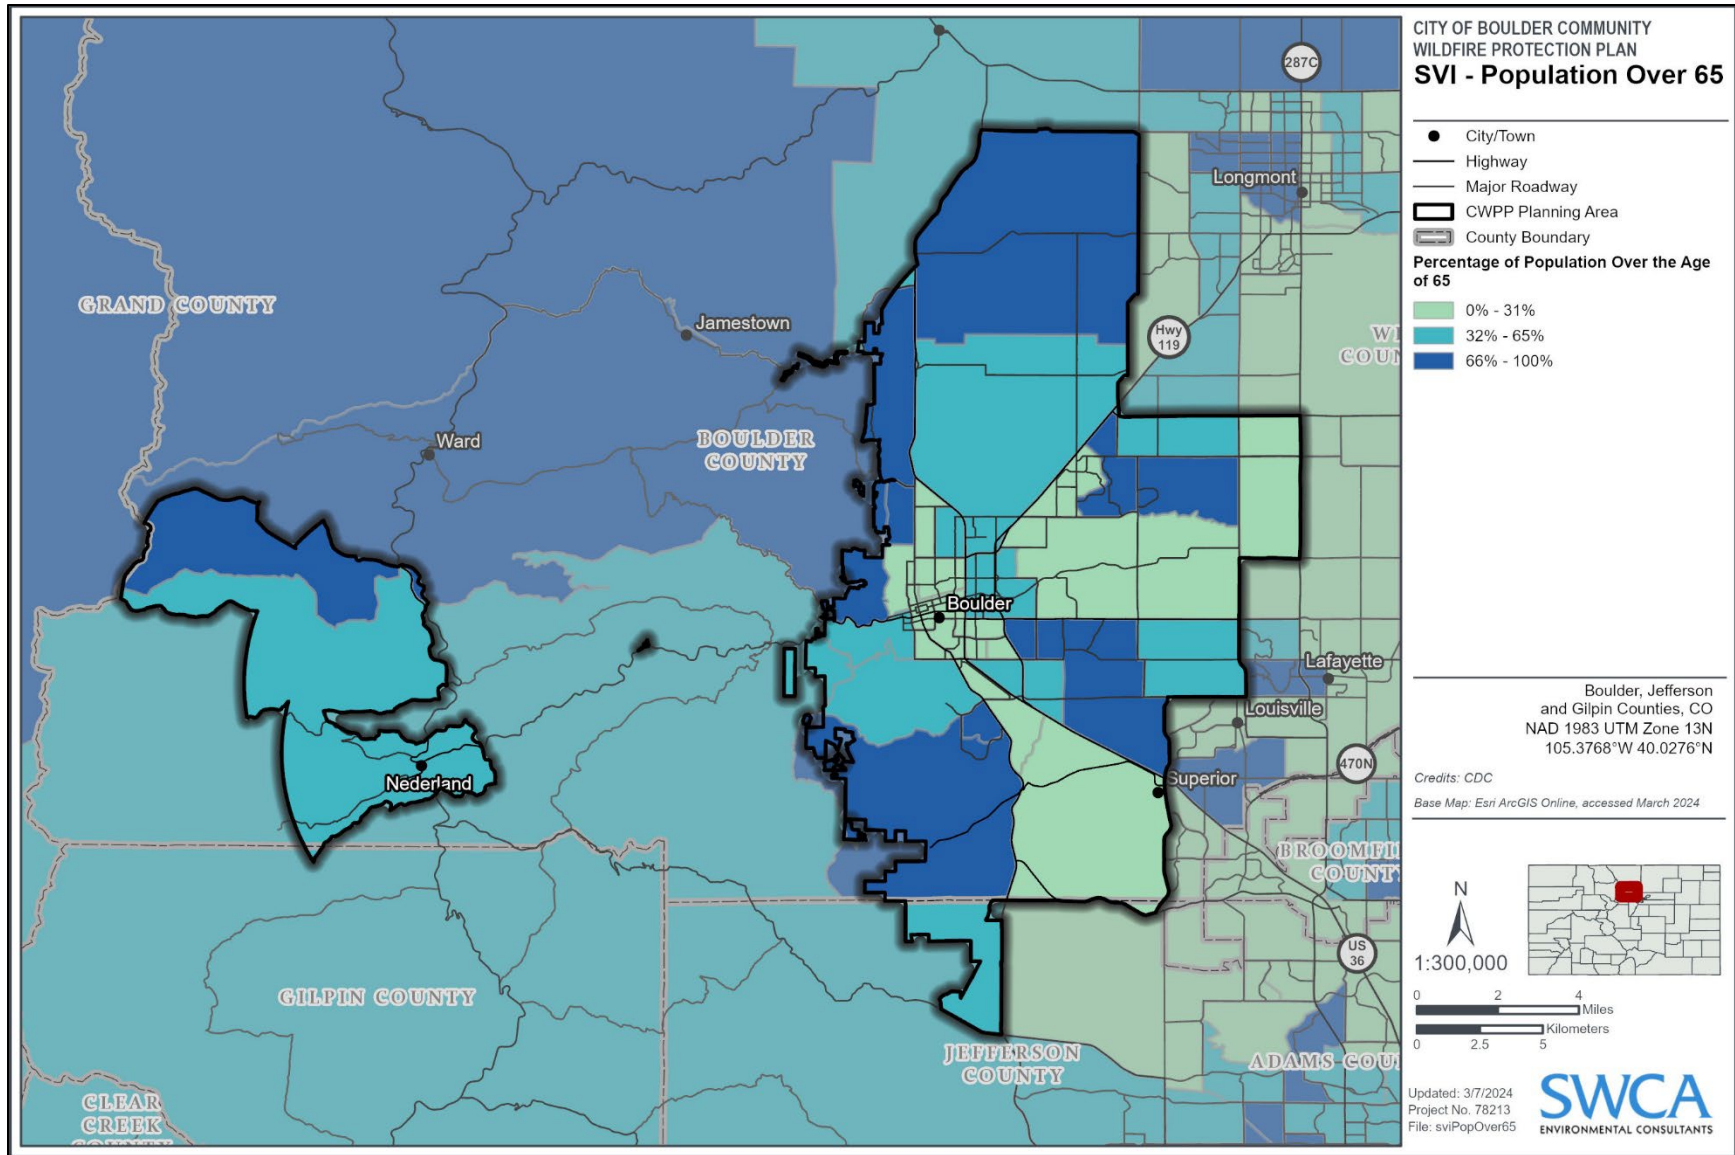 CITY OF BOULDER COMMUNITY
WILDFIRE PROTECTION PLAN
SVI - Population Over 65
City/Town
Highway
Major Roadway
CWPP Planning Area
County Boundary
Percentage of Population Over the Age
of 65
0% - 31%
32% - 65%
66% - 100%
287C
Longmont
GRAND COUNTY
Jamestown
Hwy
119
Ward
BOULDER
COUNTY
Boulder
Lafayette
Louisville
Nederland
Superior
470N
GILPIN COUNTY
US
36
JEFFERSON
COUNTY
CLEAR
CREEK
Boulder, Jefferson
and Gilpin Counties, CO
NAD 1983 UTM Zone 13N
105.3768°W 40.0276°N
Credits: CDC
Base Map: Esri ArcGIS Online, accessed March 2024
N
1:300,000
0 2 4
Miles
Kilometers
0 2.5 5
Updated: 3/7/2024
Project No. 78213
File: sviPopOver65
SWCA
ENVIRONMENTAL CONSULTANTS